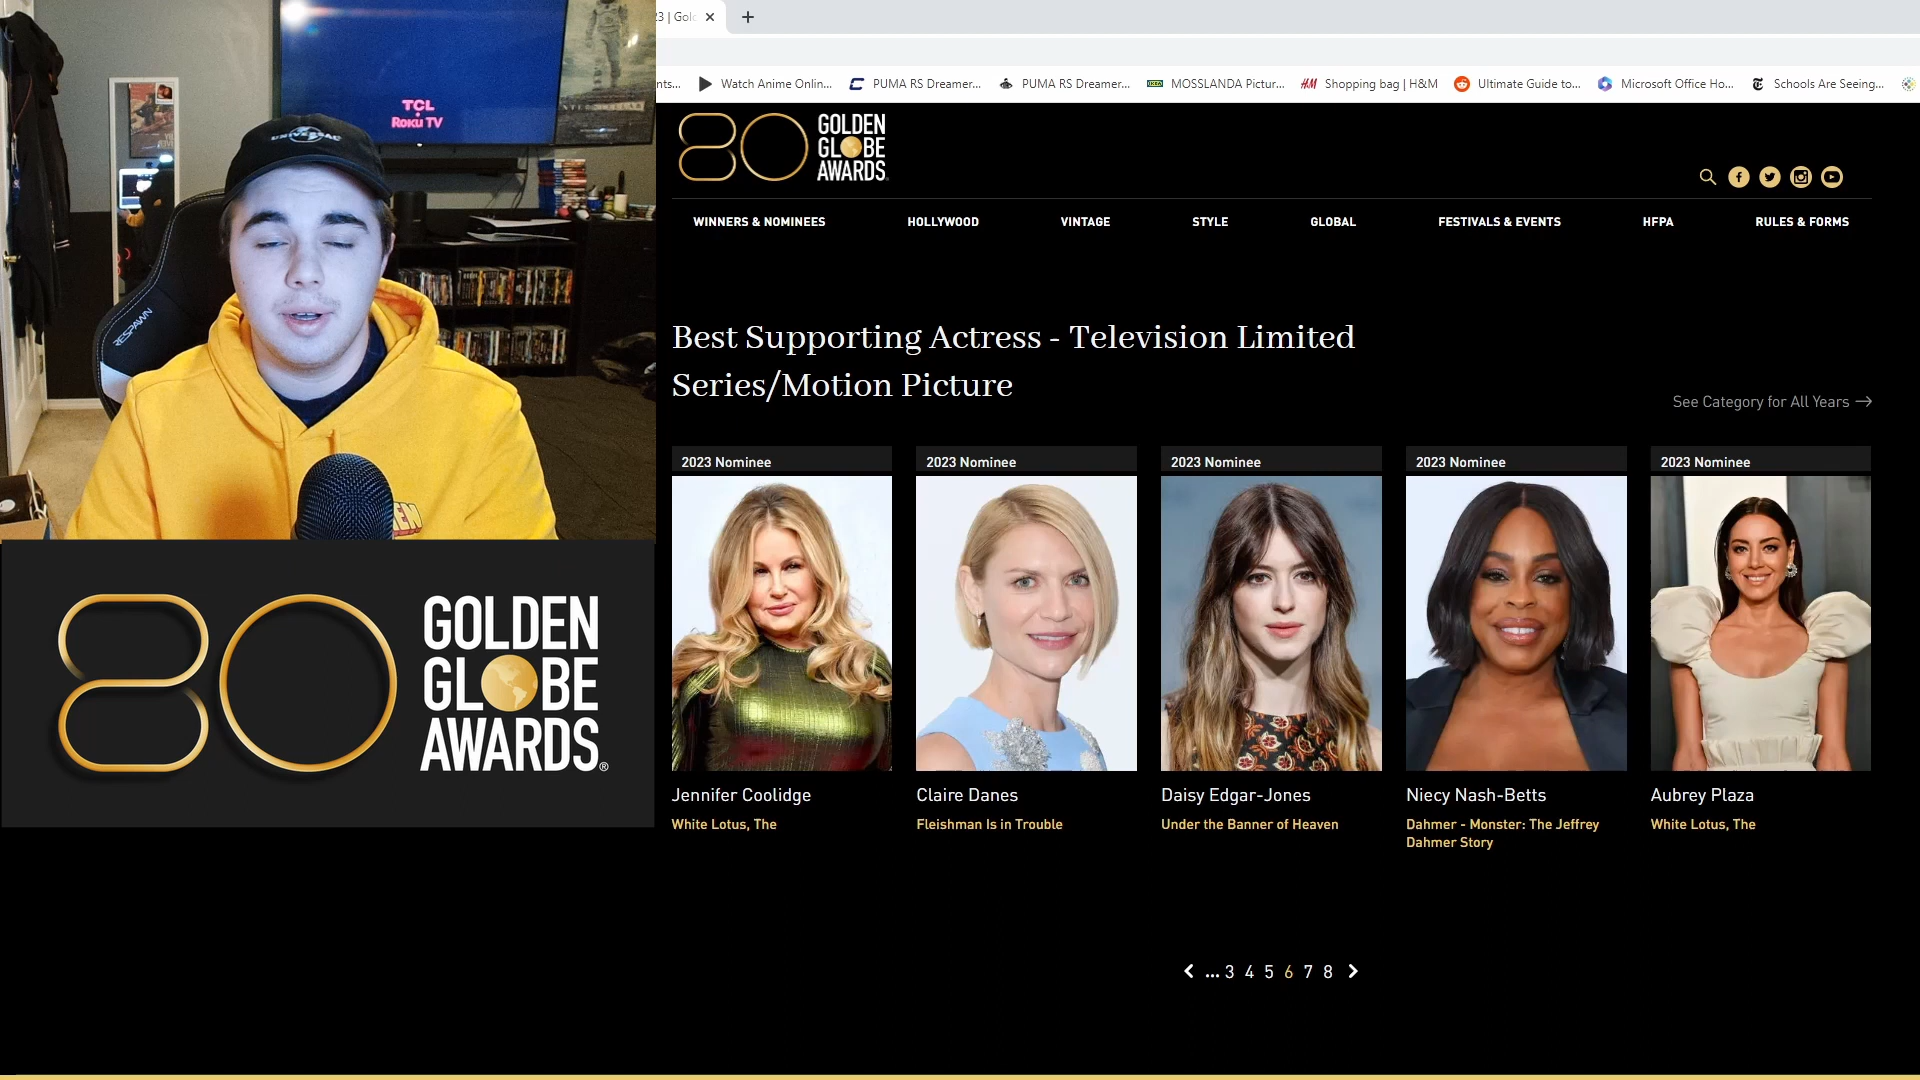 TCL
Roku TV
UNIVERSAL
RESPAWN
GOLDEN
GLOBE
AWARDS®
80
nts...
Watch Anime Onlin...
PUMA RS Dreamer...
PUMA RS Dreamer...
MOSSLANDA Pictur...
H&M Shopping bag | H&M
Ultimate Guide to...
Microsoft Office Ho...
Schools Are Seeing...
80
GOLDEN
GLOBE
AWARDS
WINNERS & NOMINEES
HOLLYWOOD
VINTAGE
STYLE
GLOBAL
FESTIVALS & EVENTS
HFPA
RULES & FORMS
Best Supporting Actress - Television Limited
Series/Motion Picture
See Category for All Years
2023 Nominee
2023 Nominee
2023 Nominee
2023 Nominee
2023 Nominee
Jennifer Coolidge
White Lotus, The
Claire Danes
Fleishman Is in Trouble
Daisy Edgar-Jones
Under the Banner of Heaven
Niecy Nash-Betts
Dahmer - Monster: The Jeffrey
Dahmer Story
Aubrey Plaza
White Lotus, The
... 3 4 5 6 7 8